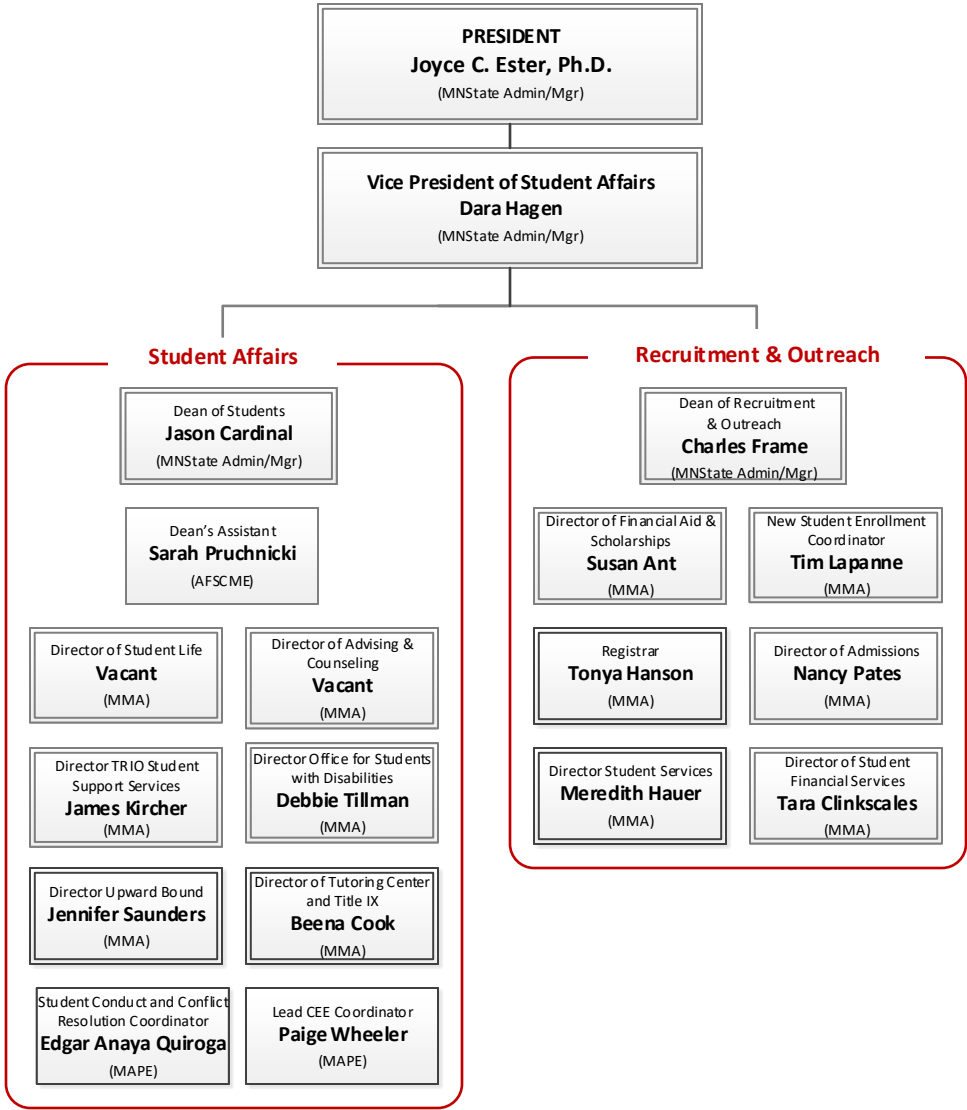 PRESIDENT
Joyce C. Ester, Ph.D.
(MNState Admin/Mgr)
Vice President of Student Affairs
Dara Hagen
(MNState Admin/Mgr)
Student Affairs
Dean of Students
Jason Cardinal
(MNState Admin/Mgr)
Dean’s Assistant
Sarah Pruchnicki
(AFSCME)
Director of Student Life
Vacant
(MMA)
Director of Advising &
Counseling
Vacant
(MMA)
Director TRIO Student
Support Services
James Kircher
(MMA)
Director Office for Students
with Disabilities
Debbie Tillman
(MMA)
Director Upward Bound
Jennifer Saunders
(MMA)
Director of Tutoring Center
and Title IX
Beena Cook
(MMA)
Student Conduct and Conflict
Resolution Coordinator
Edgar Anaya Quiroga
(MAPE)
Lead CEE Coordinator
Paige Wheeler
(MAPE)
Recruitment & Outreach
Dean of Recruitment
& Outreach
Charles Frame
(MNState Admin/Mgr)
Director of Financial Aid &
Scholarships
Susan Ant
(MMA)
New Student Enrollment
Coordinator
Tim Lapanne
(MMA)
Registrar
Tonya Hanson
(MMA)
Director of Admissions
Nancy Pates
(MMA)
Director Student Services
Meredith Hauer
(MMA)
Director of Student
Financial Services
Tara Clinkscales
(MMA)